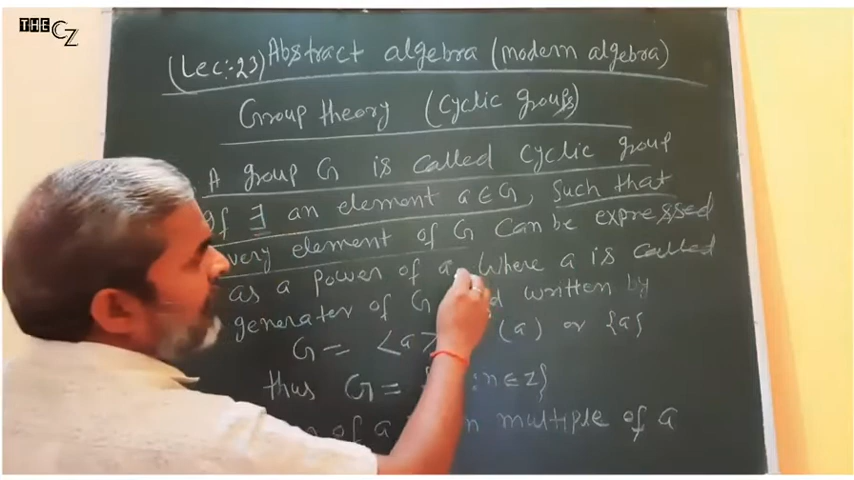 THE CZ
(Lec:-23) Abstract algebra (modern algebra)
Group theory (Cyclic groups)
A group G is called Cyclic group
If ∃ an element a∈G, Such that
very element of G Can be expressed
as a power of a. Where a is called
generater of G written by
G = <a> (a) or {a}
thus G = { : n ∈ z}
of a multiple of a